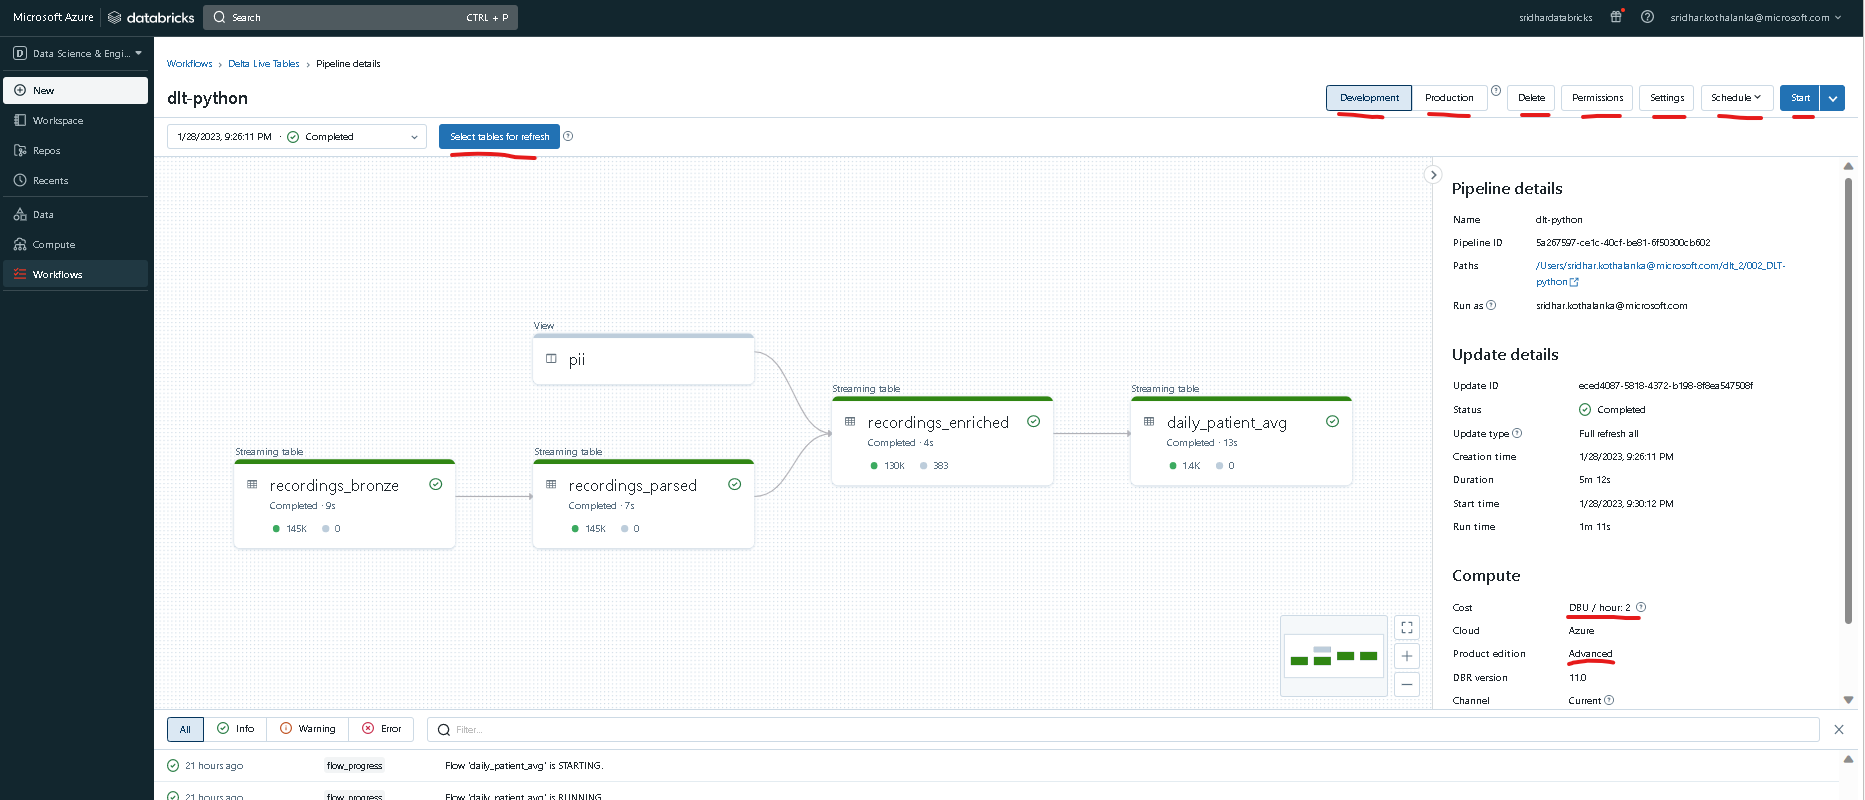 Microsoft Azure databricks Search CTRL + P sridhardatabricks sridhar.kothalanka@microsoft.com
D Data Science & Engi...
New
Workspace
Repos
Recents
Data
Compute
Workflows
Workflows › Delta Live Tables › Pipeline details
dlt-python
Development Production Delete Permissions Settings Schedule Start
1/28/2023, 9:26:11 PM · Completed Select tables for refresh
View
pii
Streaming table
recordings_bronze
Completed · 9s
145K 0
Streaming table
recordings_parsed
Completed · 7s
145K 0
Streaming table
recordings_enriched
Completed · 4s
130K 383
Streaming table
daily_patient_avg
Completed · 13s
1.4K 0
Pipeline details
Name dlt-python
Pipeline ID 5a267597-ce1c-40cf-be81-6f50300cb602
Paths /Users/sridhar.kothalanka@microsoft.com/dlt_2/002_DLT-
python
Run as sridhar.kothalanka@microsoft.com
Update details
Update ID eced4087-5818-4372-b198-8f8ea547508f
Status Completed
Update type Full refresh all
Creation time 1/28/2023, 9:26:11 PM
Duration 5m 12s
Start time 1/28/2023, 9:30:12 PM
Run time 1m 11s
Compute
Cost DBU / hour: 2
Cloud Azure
Product edition Advanced
DBR version 11.0
Channel Current
All Info Warning Error Filter...
21 hours ago flow_progress Flow 'daily_patient_avg' is STARTING.
21 hours ago flow_progress Flow 'daily_patient_avg' is RUNNING.